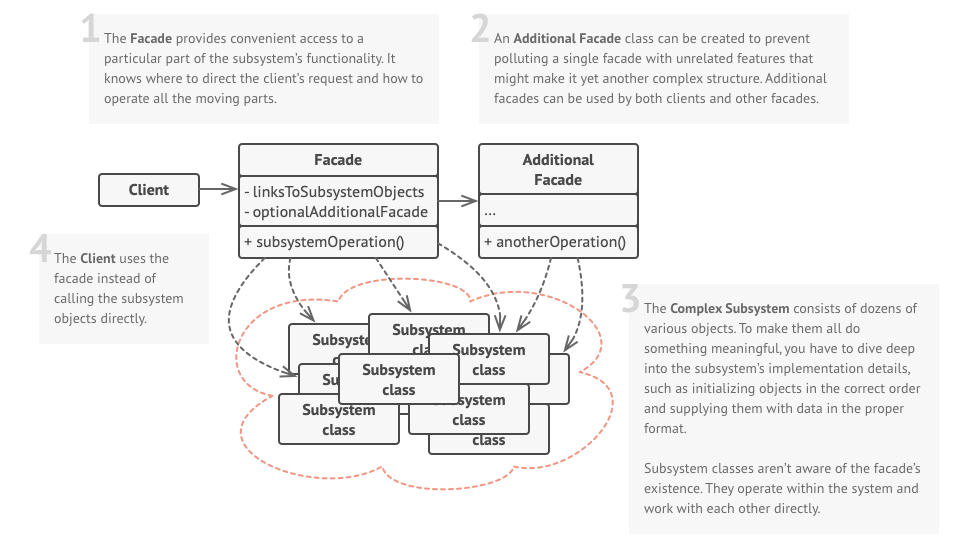 1
The Facade provides convenient access to a
particular part of the subsystem's functionality. It
knows where to direct the client's request and how to
operate all the moving parts.
2
An Additional Facade class can be created to prevent
polluting a single facade with unrelated features that
might make it yet another complex structure. Additional
facades can be used by both clients and other facades.
Client
Facade
- linksToSubsystemObjects
- optionalAdditionalFacade
+ subsystemOperation()
Additional
Facade
...
+ anotherOperation()
4
The Client uses the
facade instead of
calling the subsystem
objects directly.
Subsystem
Subsystem
class
Subsystem
class
Subsystem
class
class
class
3
The Complex Subsystem consists of dozens of
various objects. To make them all do
something meaningful, you have to dive deep
into the subsystem's implementation details,
such as initializing objects in the correct order
and supplying them with data in the proper
format.
Subsystem classes aren't aware of the facade's
existence. They operate within the system and
work with each other directly.